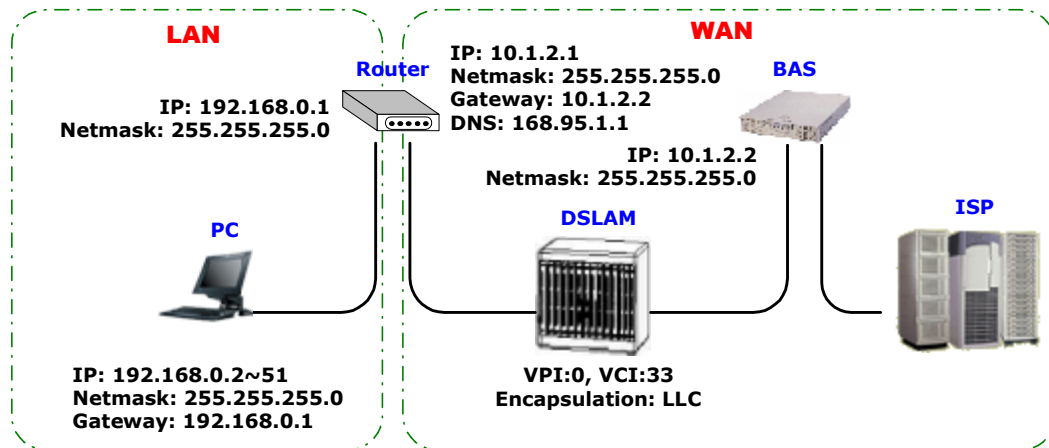 LAN
WAN
Router
IP: 192.168.0.1
Netmask: 255.255.255.0
IP: 10.1.2.1
Netmask: 255.255.255.0
Gateway: 10.1.2.2
DNS: 168.95.1.1
BAS
IP: 10.1.2.2
Netmask: 255.255.255.0
PC
DSLAM
ISP
IP: 192.168.0.2~51
Netmask: 255.255.255.0
Gateway: 192.168.0.1
VPI:0, VCI:33
Encapsulation: LLC